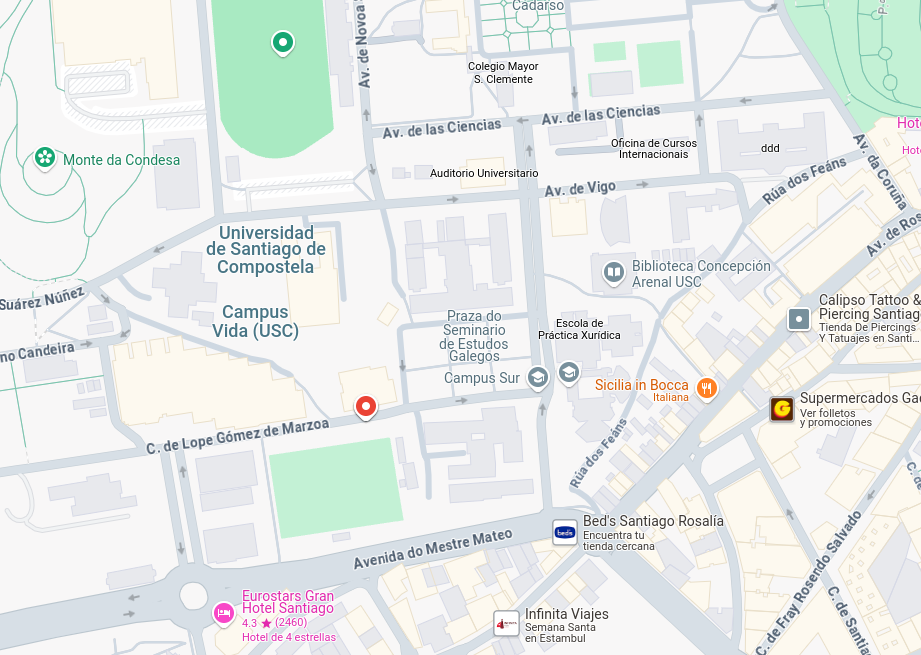 Cadarso
P-a
Av. de Novoa
Colegio Mayor
S. Clemente
Av. de las Ciencias
Av. de las Ciencias
Hote
Hote
Oficina de Cursos
Internacionais
ddd
Av. da Coruña
Monte da Condesa
Auditorio Universitario
Av. de Vigo
Rúa dos Feáns
Av. de Ros
Universidad
de Santiago de
Compostela
Biblioteca Concepción
Arenal USC
Suárez Núñez
Campus
Vida (USC)
Praza do
Seminario
de Estudos
Galegos
Escola de
Práctica Xurídica
Calipso Tattoo &
Piercing Santiag
Tienda De Piercings
Y Tatuajes en Santi...
no Candeira
Campus Sur
Sicilia in Bocca
Italiana
G
Supermercados Gad
Ver folletos
y promociones
C. de Lope Gómez de Marzoa
Rúa dos Feáns
C. de
Avenida do Mestre Mateo
beds
Bed's Santiago Rosalía
Encuentra tu
tienda cercana
C. de Fray Rosendo Salvado
C. de Santia
Eurostars Gran
Hotel Santiago
4.3 ★ (2460)
Hotel de 4 estrellas
Infinita Viajes
Semana Santa
en Estambul